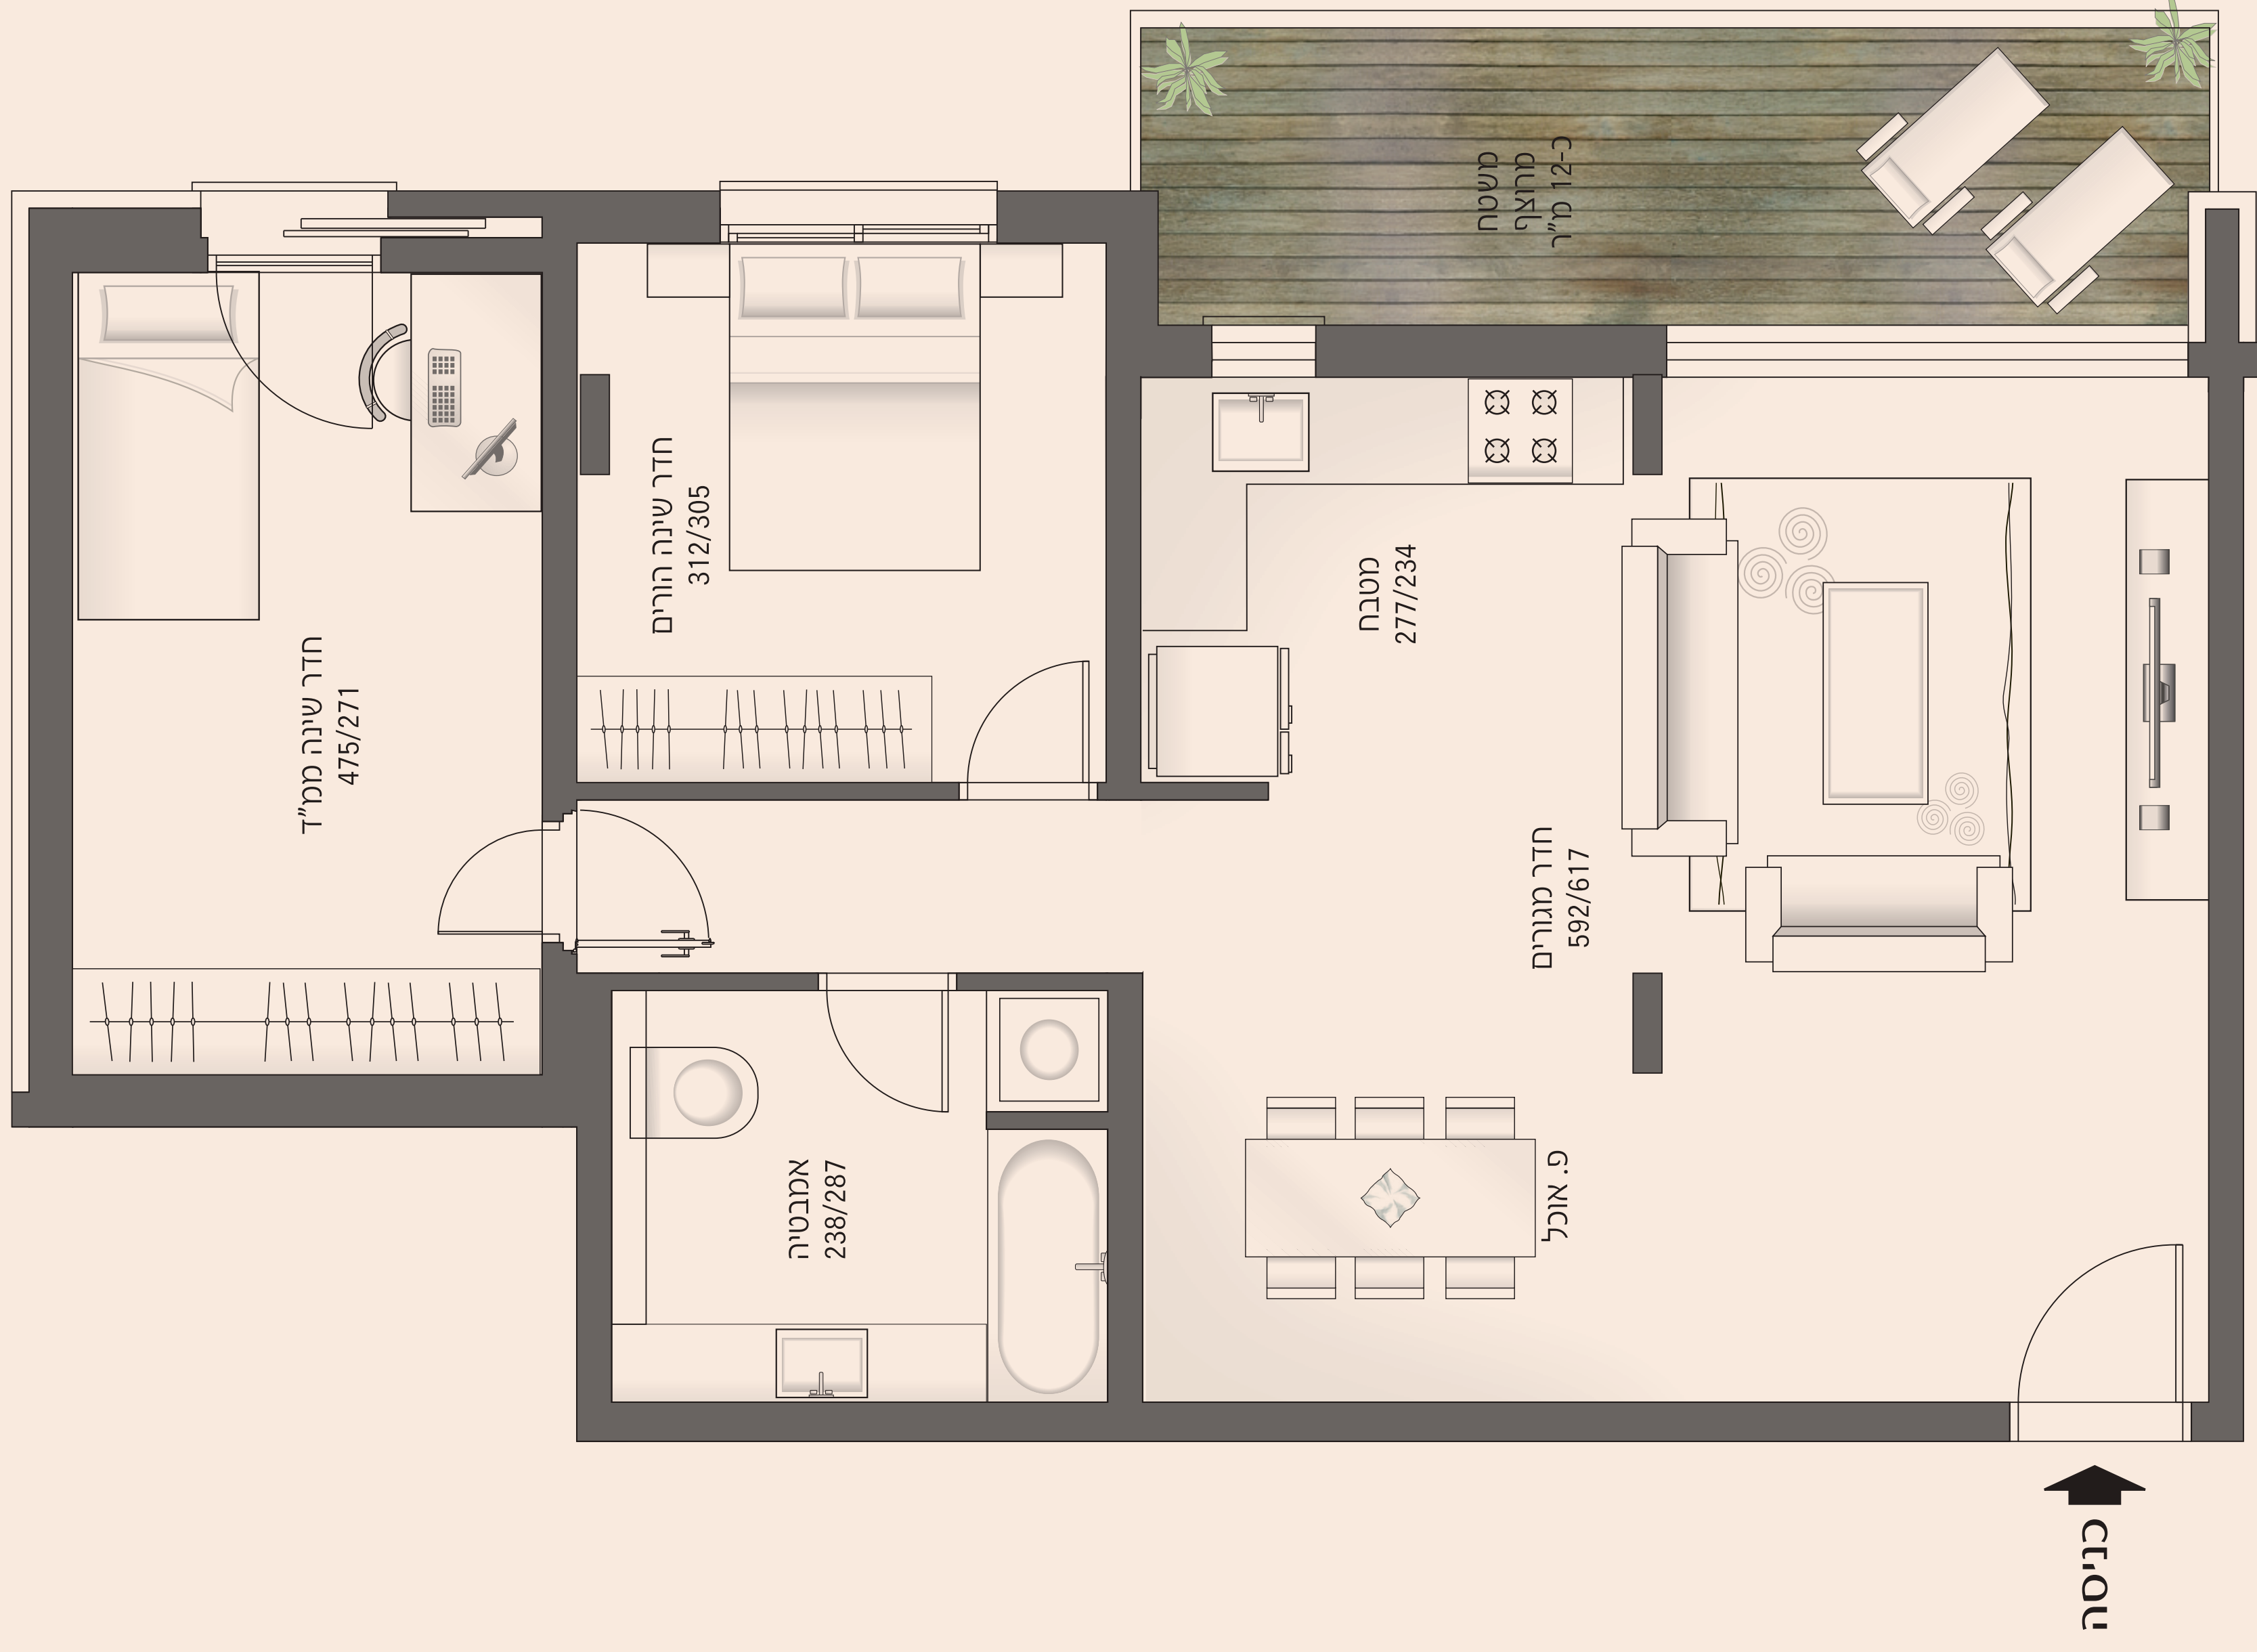 משטח
מרוצף
כ-12 מ"ר
חדר שינה הורים
312/305
מטבח
277/234
חדר שינה ממ"ד
475/271
חדר מגורים
592/617
אמבטיה
238/287
פ. אוכל
כניסה